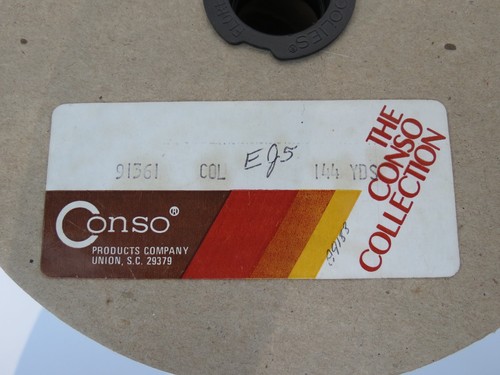 91361 COL EJ5 144 YDS
THE
CONSO
COLLECTION
Conso®
PRODUCTS COMPANY
UNION, S.C. 29379